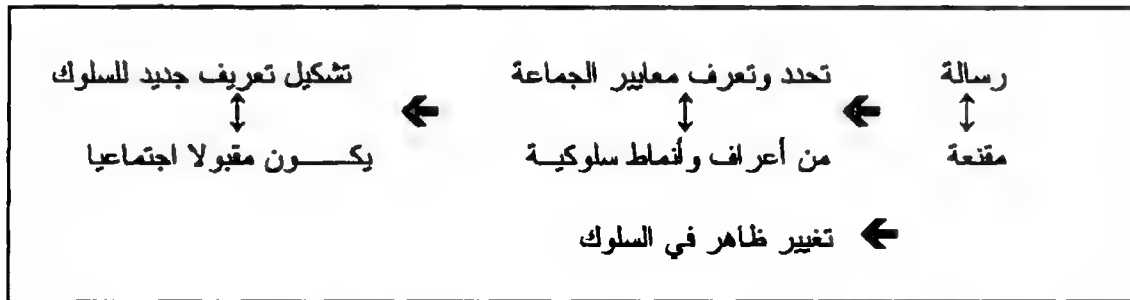 رسالة ← تحدد وتعرف معايير الجماعة ← تشكيل تعريف جديد للسلوك
↕ ↕ ↕
مقنعة من أعراف وأنماط سلوكية يكون مقبولا اجتماعيا
← تغيير ظاهر في السلوك